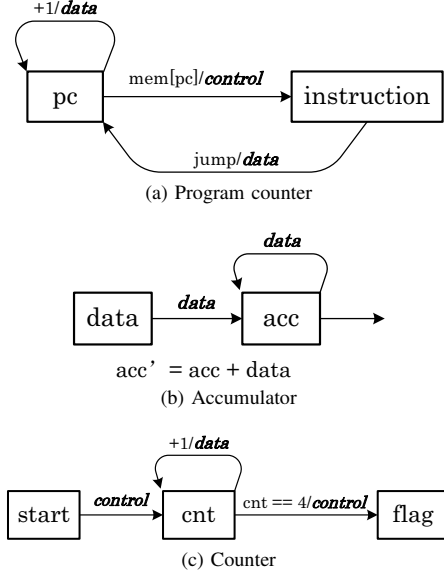 +1/data
pc
mem[pc]/control
instruction
jump/data
(a) Program counter
data
data
data
acc
acc’ = acc + data
(b) Accumulator
+1/data
start
control
cnt
cnt == 4/control
flag
(c) Counter